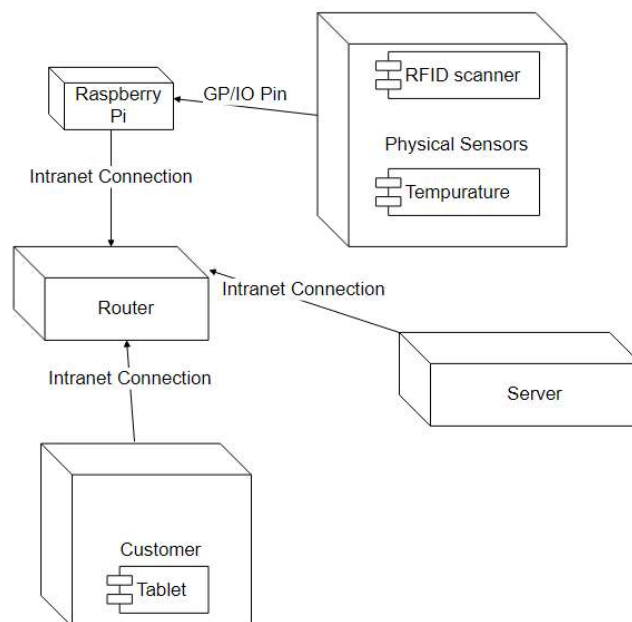 RFID scanner
Raspberry
Pi
GP/IO Pin
Physical Sensors
Intranet Connection
Tempurature
Router
Intranet Connection
Intranet Connection
Server
Customer
Tablet